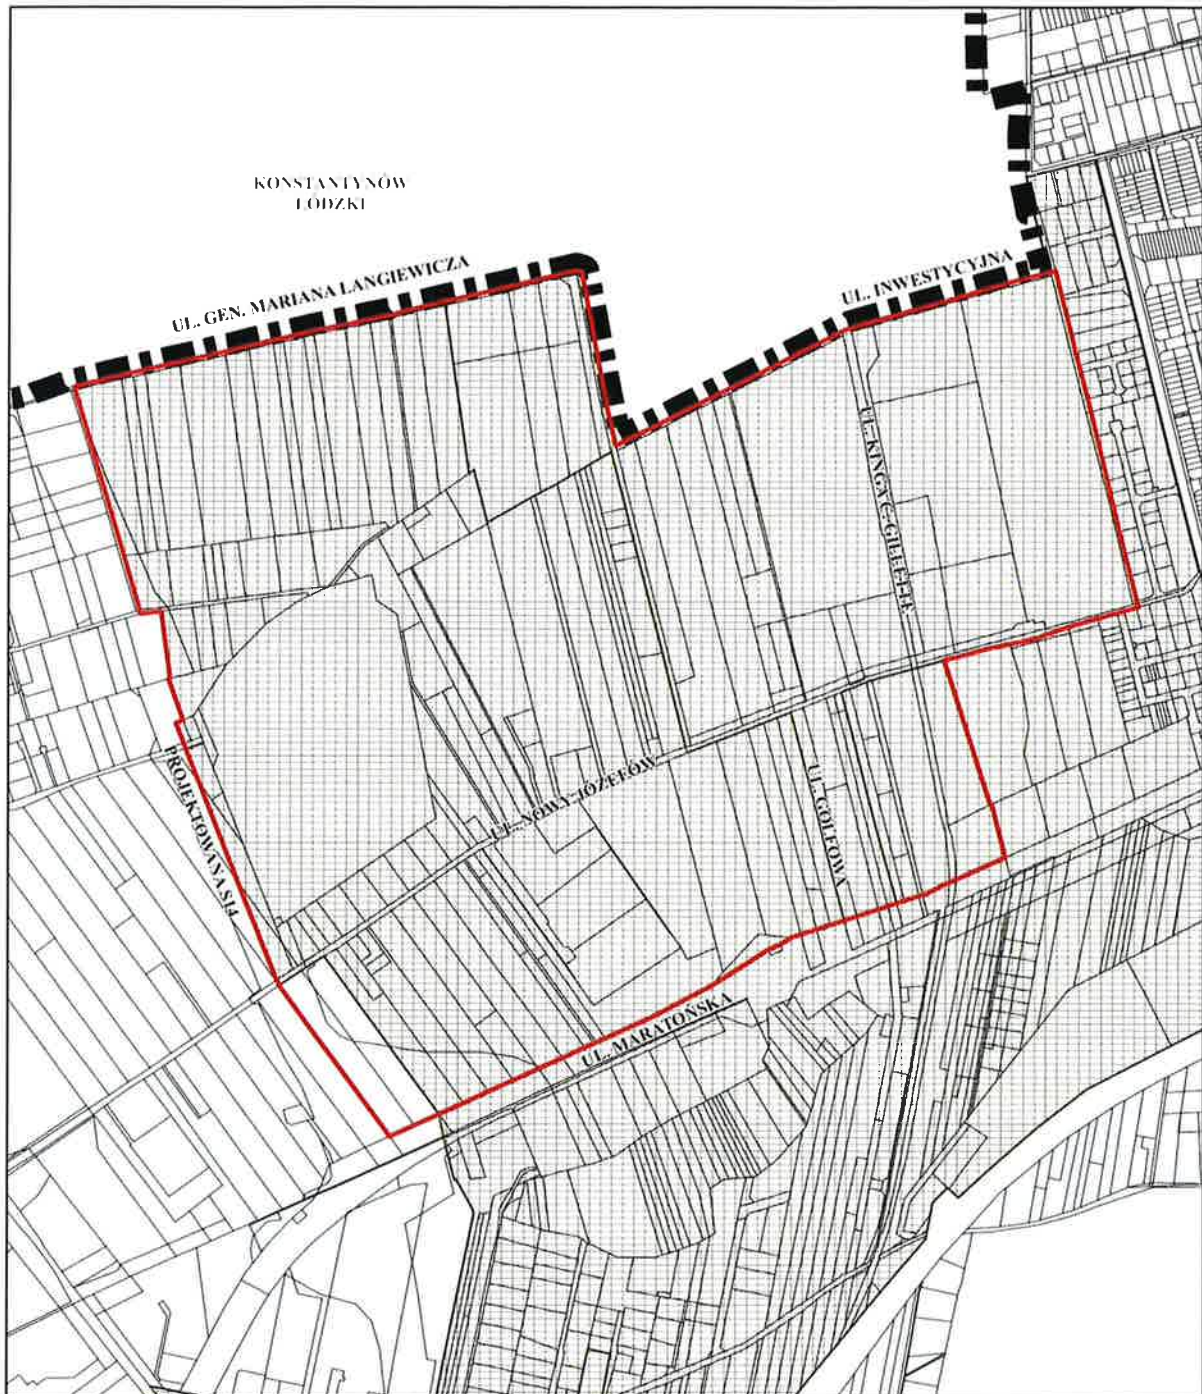 KONSTANTYNÓW
ŁÓDZKI
UL. GEN. MARIANA LANGIEWICZA
UL. INWESTYCYJNA
UL. KINGA C. GILLETTE
PROJEKTOWANA S14
UL. NOWY JÓZEFÓW
UL. GOLFOWA
UL. MARATOŃSKA